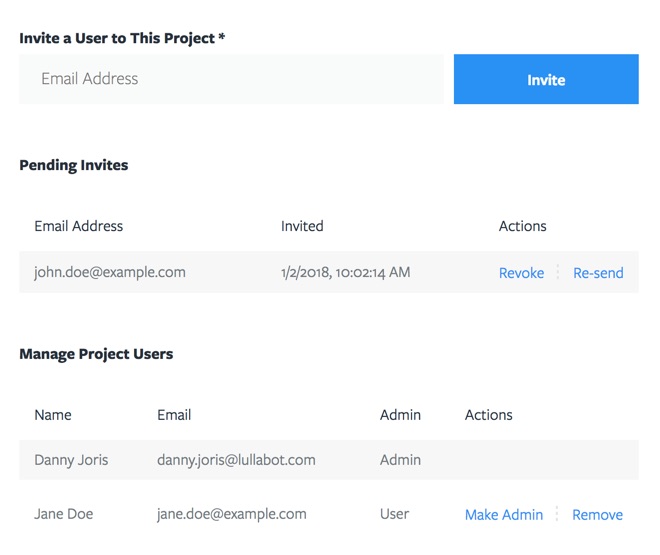 Invite a User to This Project *
Email Address Invite
Pending Invites
Email Address Invited Actions
john.doe@example.com 1/2/2018, 10:02:14 AM Revoke Re-send
Manage Project Users
Name Email Admin Actions
Danny Joris danny.joris@lullabot.com Admin
Jane Doe jane.doe@example.com User Make Admin Remove